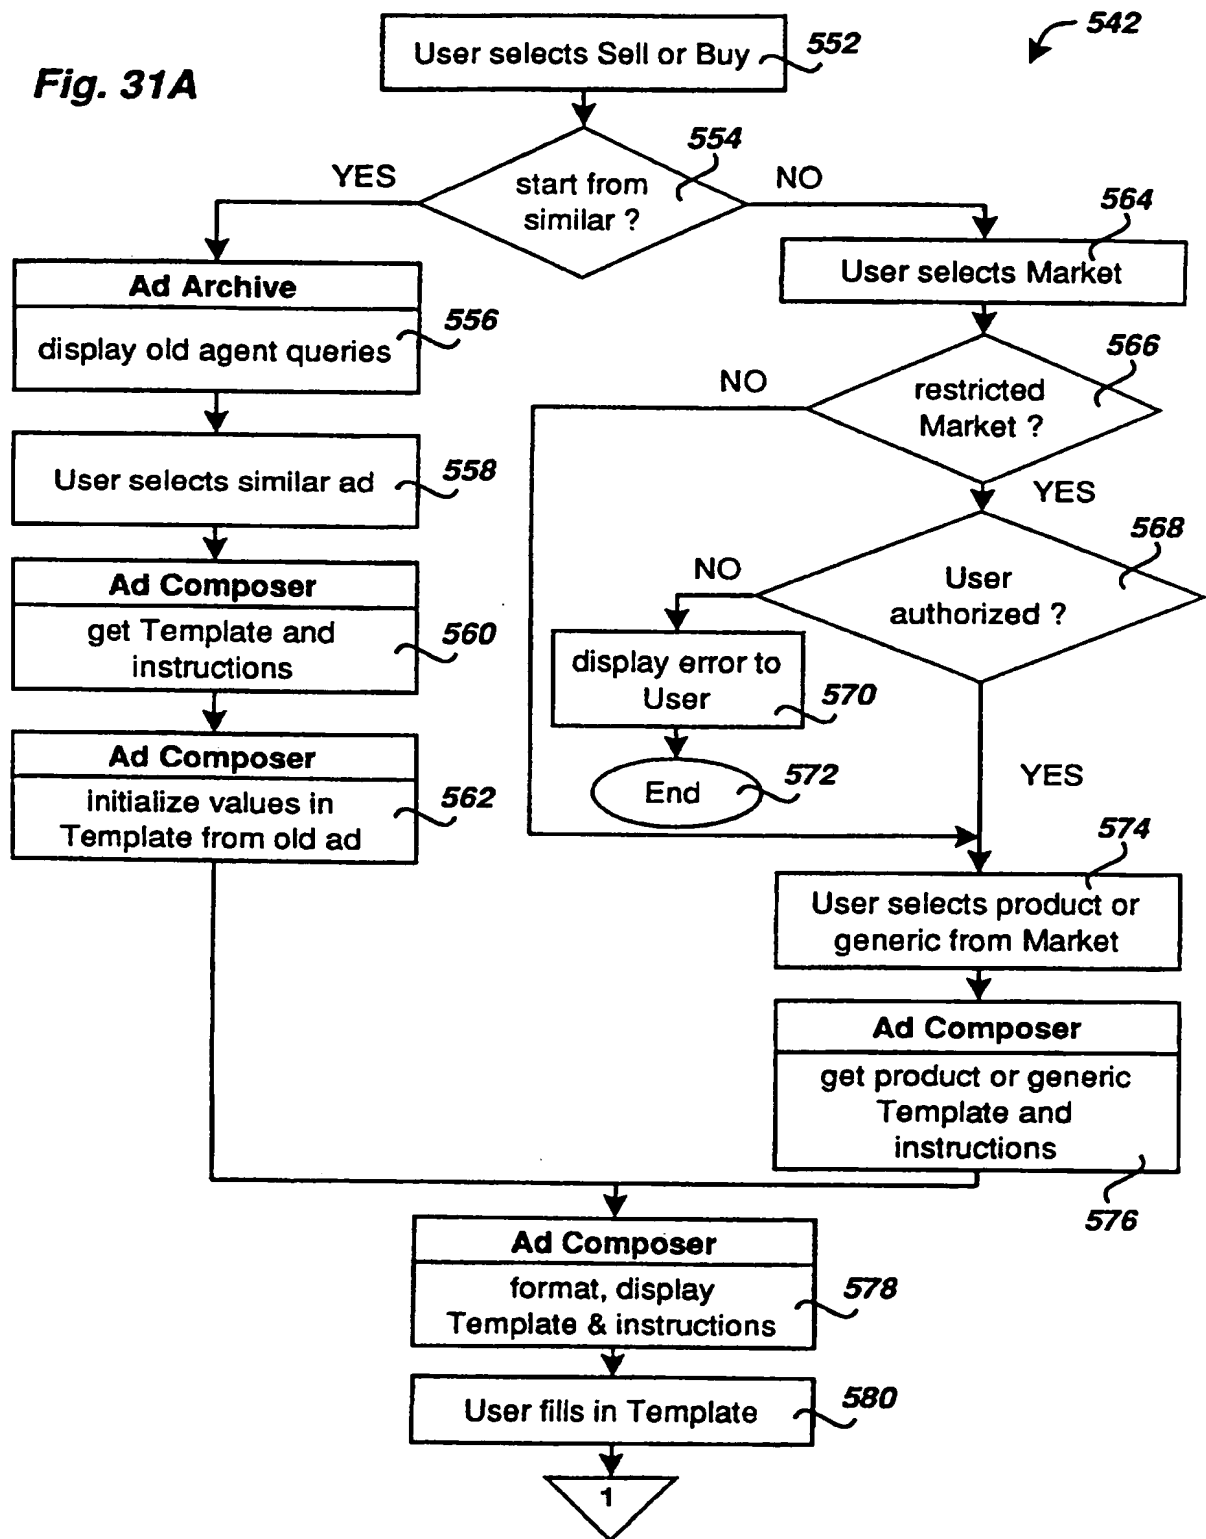 542
User selects Sell or Buy
552
Fig. 31A
554
YES
start from
similar ?
NO
564
User selects Market
Ad Archive
display old agent queries
556
566
NO
restricted
Market ?
YES
User selects similar ad
558
568
NO
User
authorized ?
Ad Composer
get Template and
instructions
560
display error to
User
570
Ad Composer
initialize values in
Template from old ad
562
End
572
YES
574
User selects product or
generic from Market
Ad Composer
get product or generic
Template and
instructions
576
Ad Composer
format, display
Template & instructions
578
User fills in Template
580
1